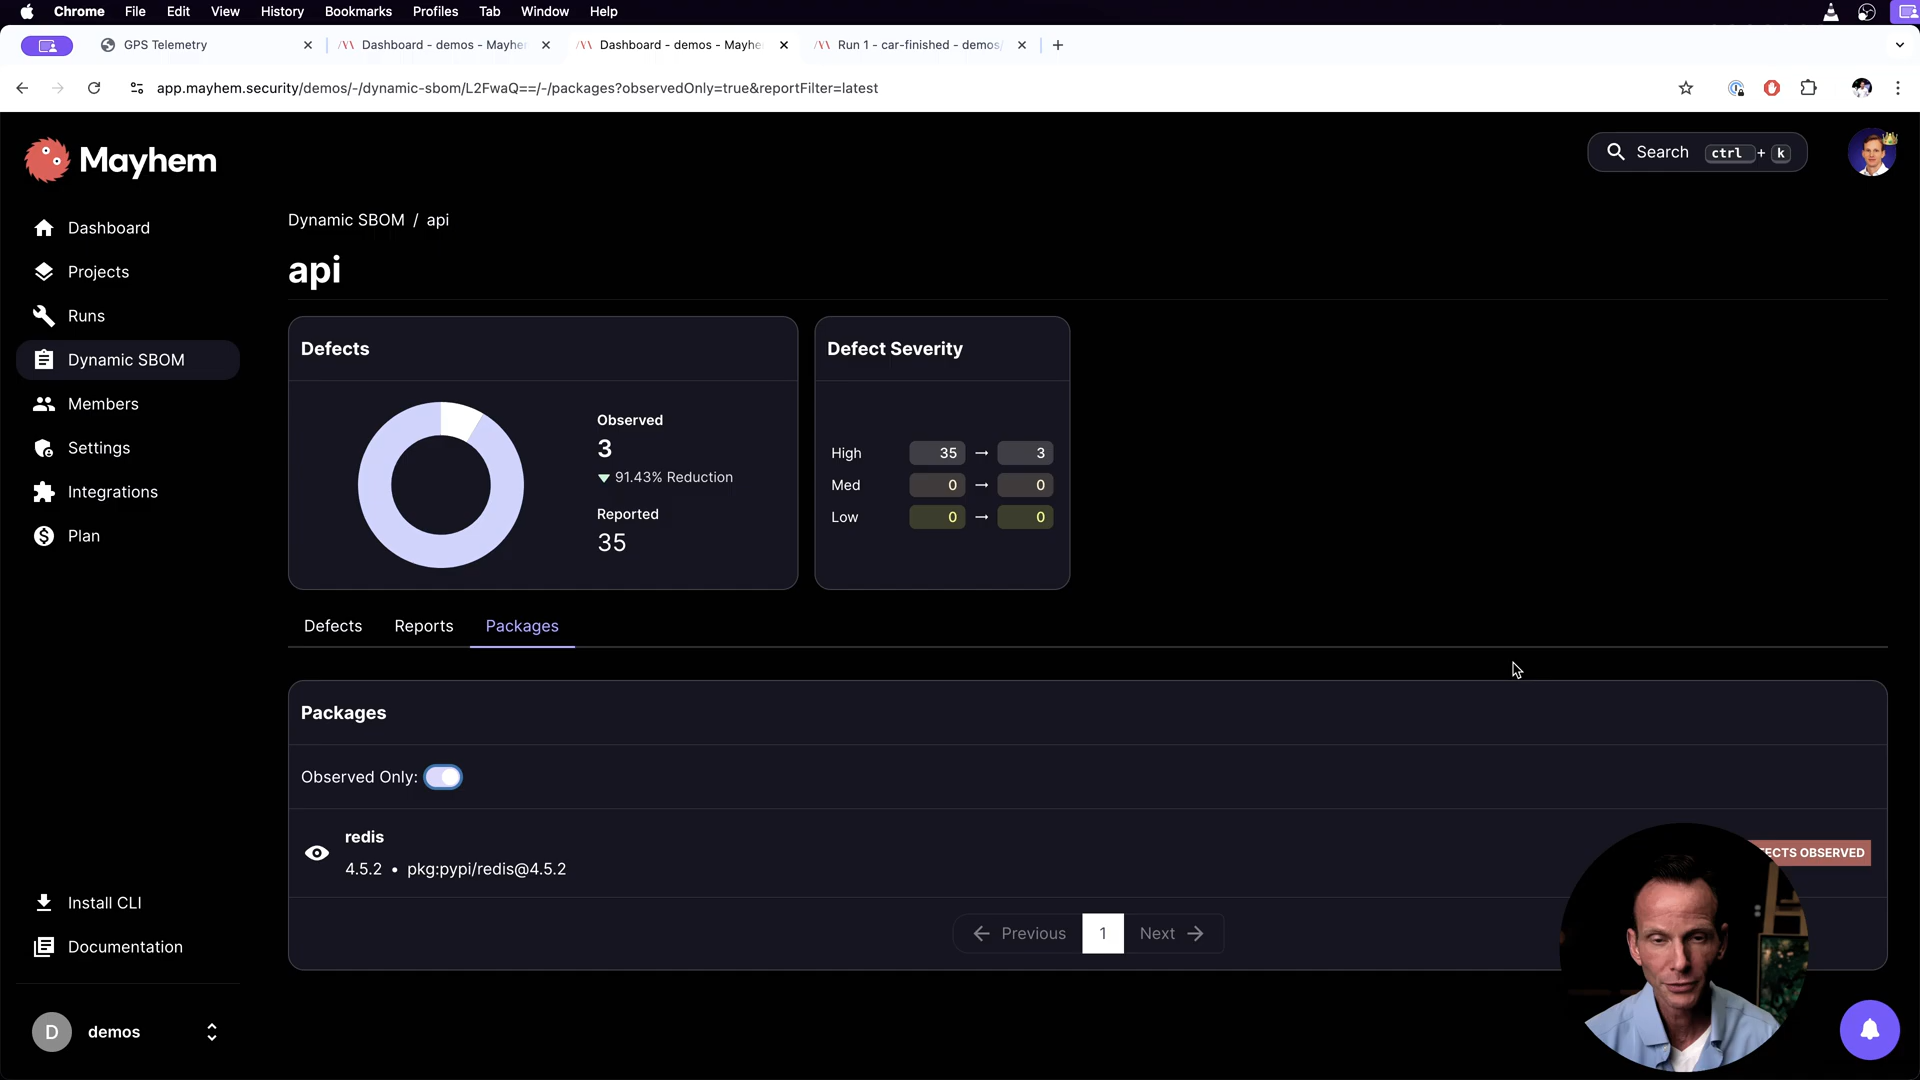 Chrome File Edit View History Bookmarks Profiles Tab Window Help
GPS Telemetry
Dashboard - demos - Mayhe
Dashboard - demos - Mayhe
Run 1 - car-finished - demos/
app.mayhem.security/demos/-/dynamic-sbom/L2FwaQ==/-/packages?observedOnly=true&reportFilter=latest
Mayhem
Search ctrl + k
Dashboard
Projects
Runs
Dynamic SBOM
Members
Settings
Integrations
Plan
Install CLI
Documentation
D demos
Dynamic SBOM / api
api
Defects
Observed
3
91.43% Reduction
Reported
35
Defect Severity
High 35 → 3
Med 0 → 0
Low 0 → 0
Defects Reports Packages
Packages
Observed Only:
redis
4.5.2 • pkg:pypi/redis@4.5.2
ECTS OBSERVED
← Previous 1 Next →